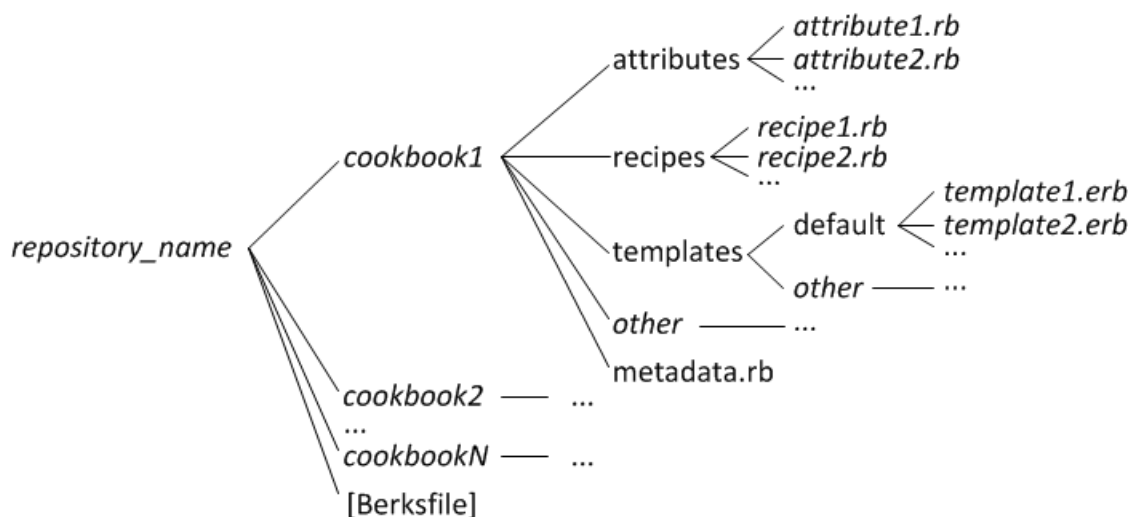 attribute1.rb
attributes
attribute2.rb
...
recipe1.rb
cookbook1
recipes
recipe2.rb
...
template1.erb
default
template2.erb
repository_name
templates
...
other
...
other
...
metadata.rb
cookbook2
...
...
cookbookN
...
[Berksfile]